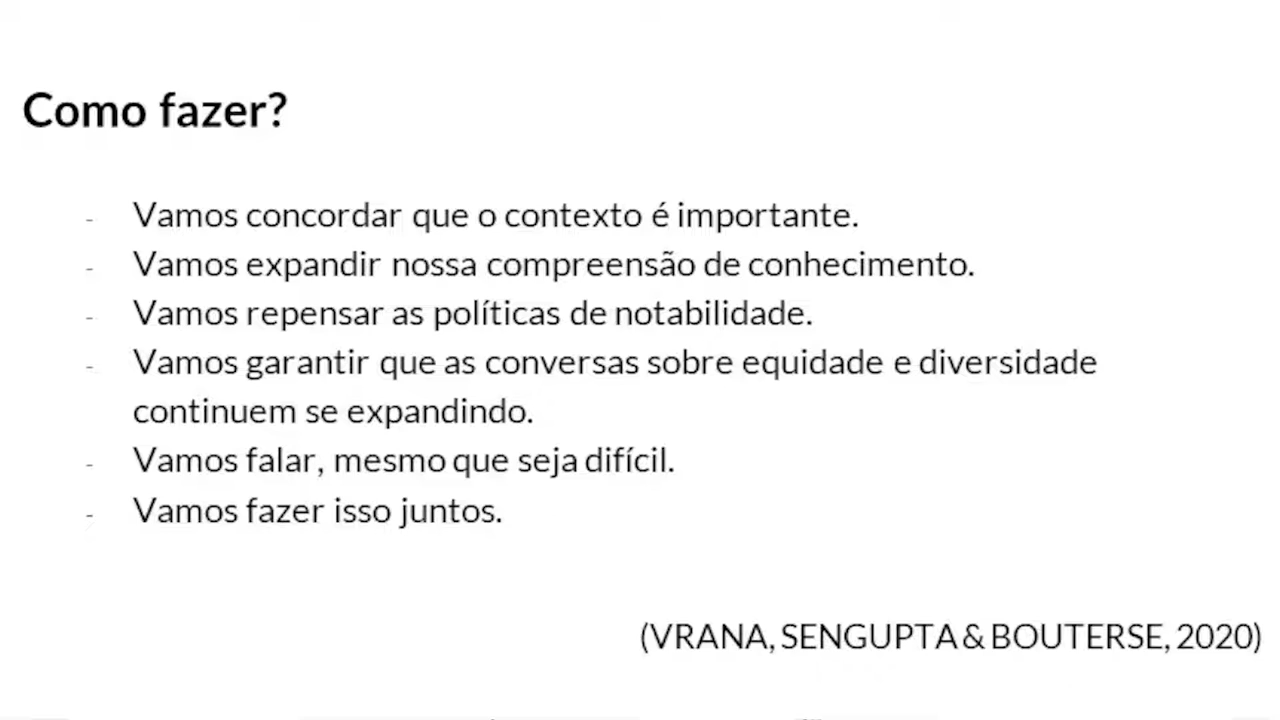 Como fazer?
- Vamos concordar que o contexto é importante.
- Vamos expandir nossa compreensão de conhecimento.
- Vamos repensar as políticas de notabilidade.
- Vamos garantir que as conversas sobre equidade e diversidade
continuem se expandindo.
- Vamos falar, mesmo que seja difícil.
- Vamos fazer isso juntos.
(VRANA, SENGUPTA & BOUTERSE, 2020)